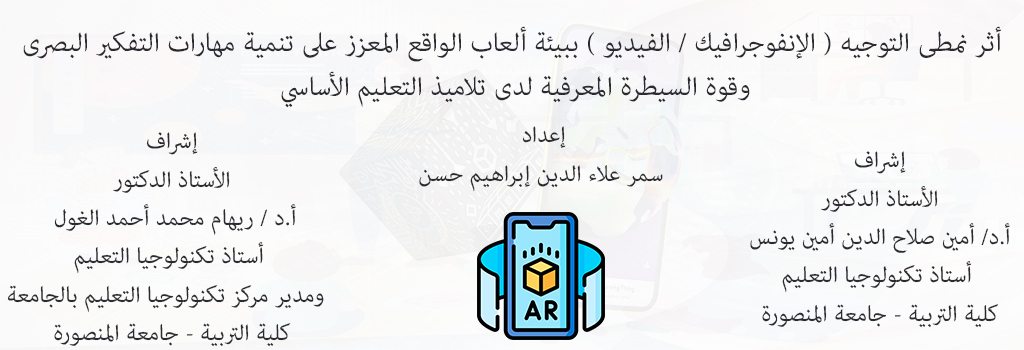 أثر نمطى التوجيه ( الإنفوجرافيك / الفيديو ) ببيئة ألعاب الواقع المعزز على تنمية مهارات التفكير البصرى
وقوة السيطرة المعرفية لدى تلاميذ التعليم الأساسي
إعداد
سمر علاء الدين إبراهيم حسن
إشراف
الأستاذ الدكتور
أ.د/ أمين صلاح الدين أمين يونس
أستاذ تكنولوجيا التعليم
كلية التربية - جامعة المنصورة
إشراف
الأستاذ الدكتور
أ.د / ريهام محمد أحمد الغول
أستاذ تكنولوجيا التعليم
ومدير مركز تكنولوجيا التعليم بالجامعة
كلية التربية - جامعة المنصورة
AR